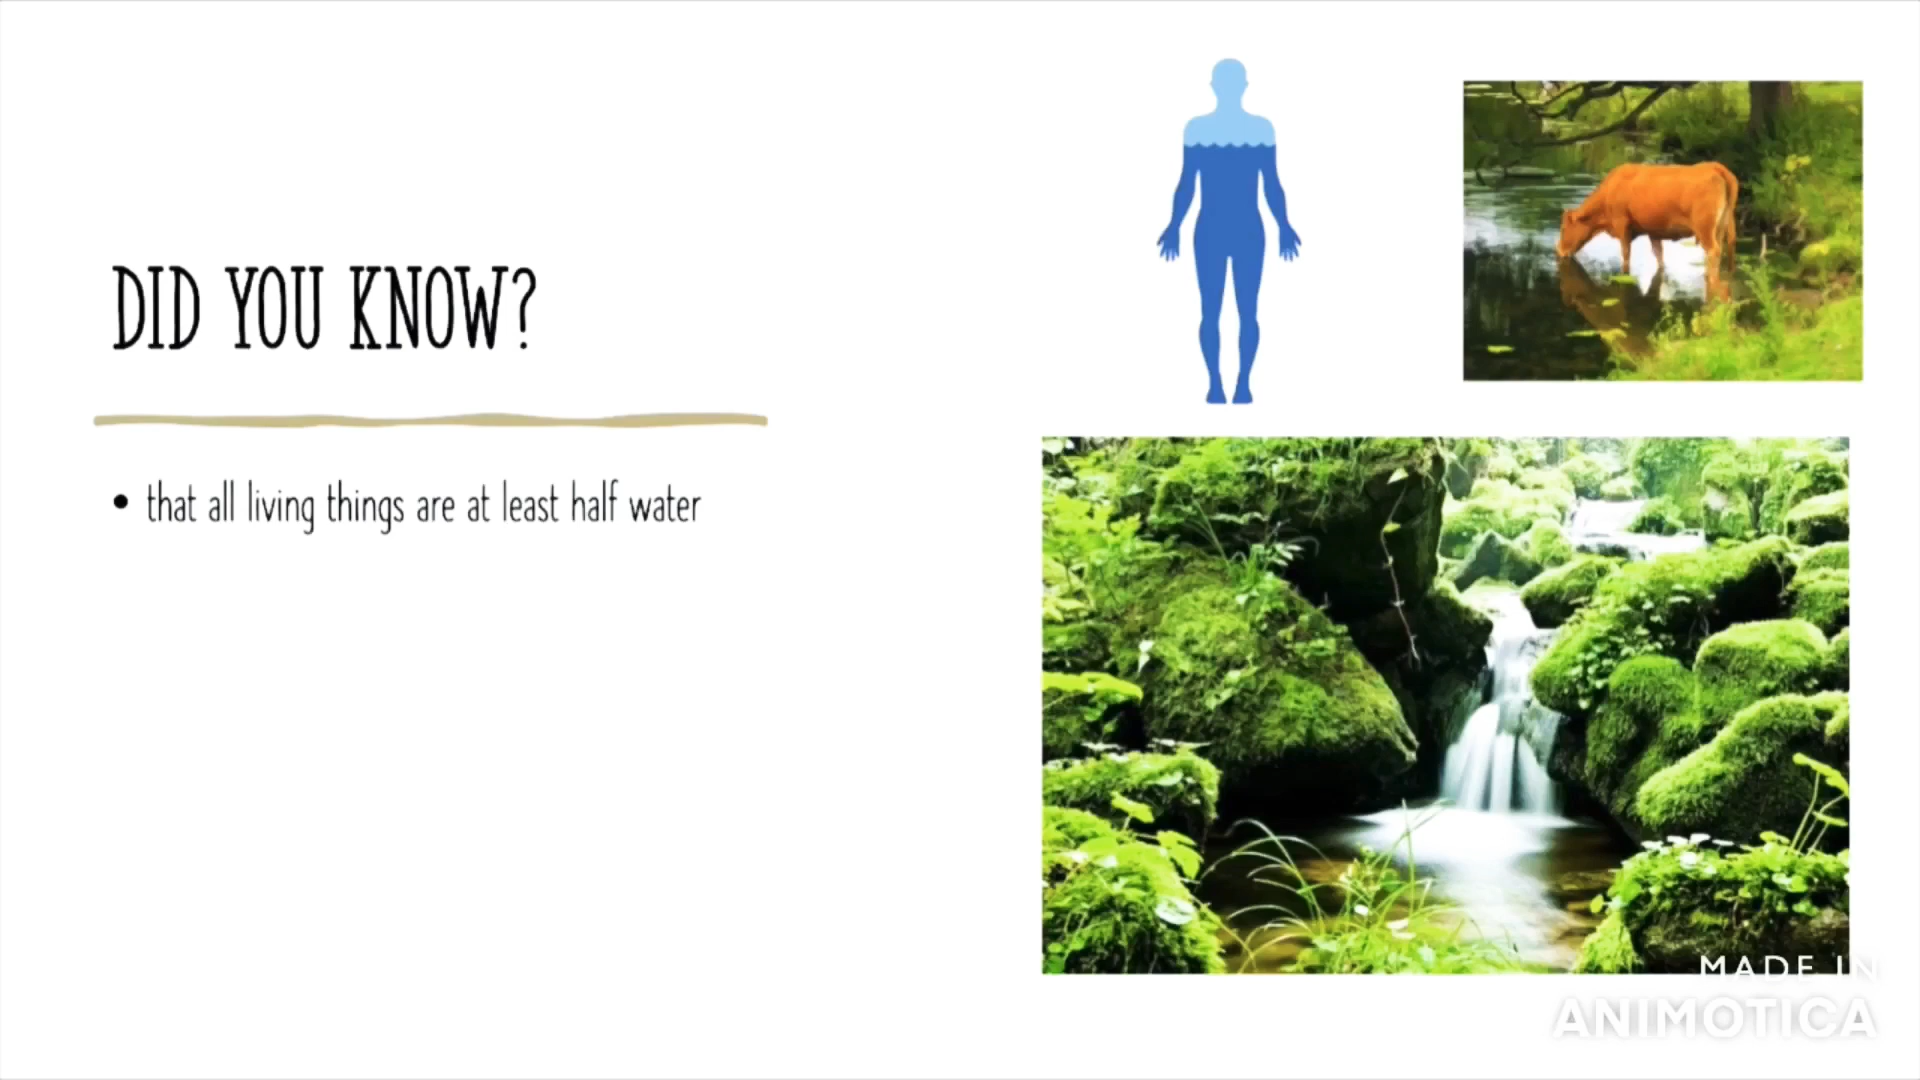 DID YOU KNOW?
• that all living things are at least half water
MADE IN
ANIMOTICA